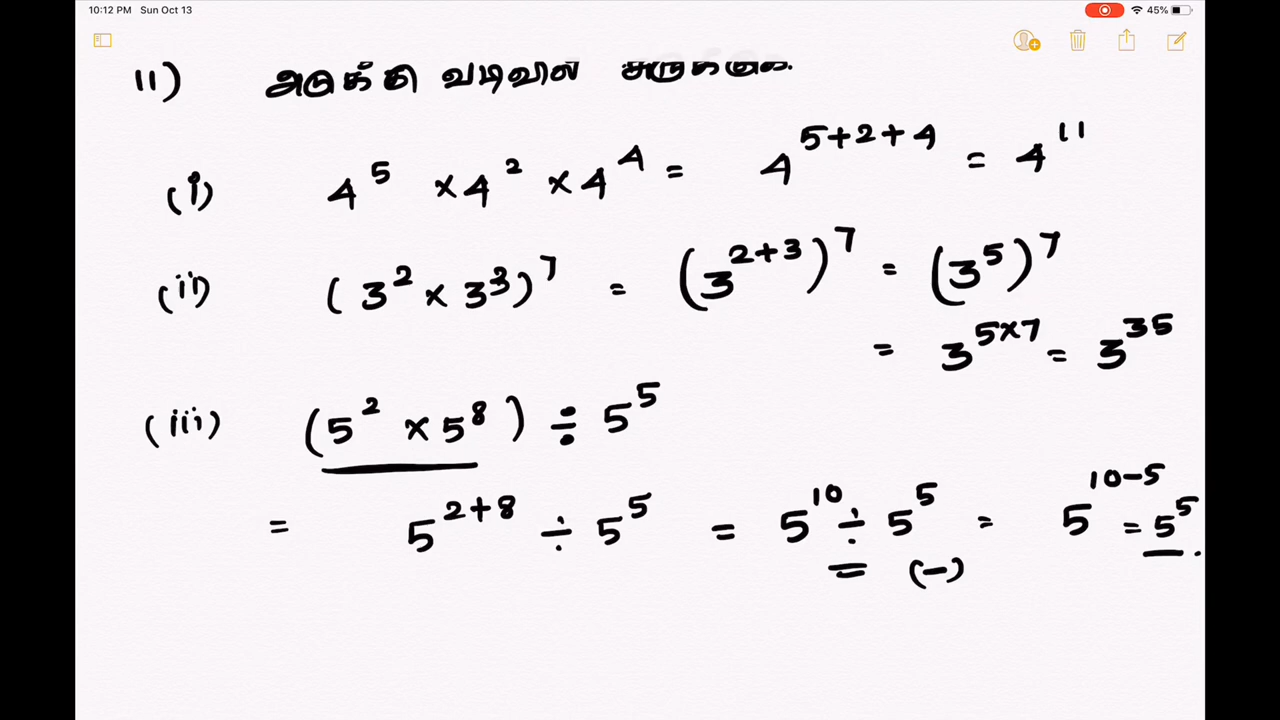 10:12 PM Sun Oct 13 45%
11) அடுக்கு வடிவில் சுருக்குக.
(i) 4^5 × 4^2 × 4^4 = 4^{5+2+4} = 4^{11}
(ii) (3^2 × 3^3)^7 = (3^{2+3})^7 = (3^5)^7
= 3^{5×7} = 3^{35}
(iii) (5^2 × 5^8) ÷ 5^5
= 5^{2+8} ÷ 5^5 = 5^{10} ÷ 5^5 = 5^{10-5} = 5^5.
(−)